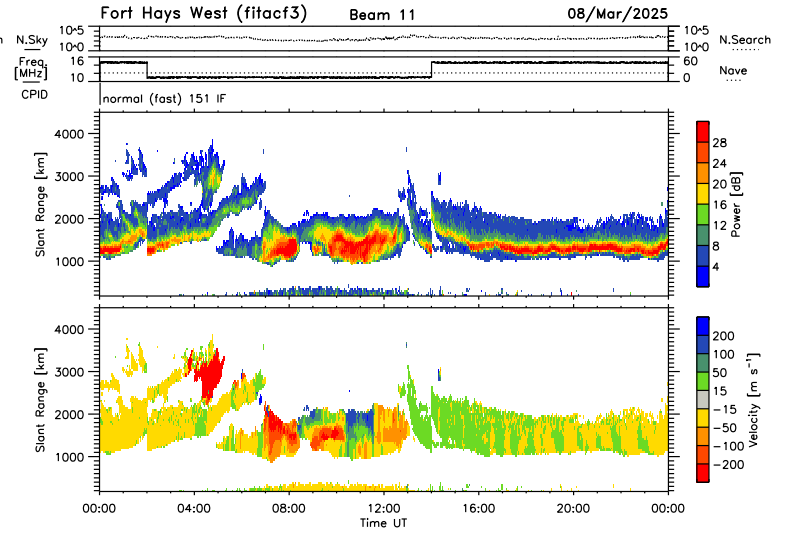 Fort Hays West (fitacf3) Beam 11 08/Mar/2025
N.Sky 10^5 10^0 10^5 10^0 N.Search
Freq. [MHz] 16 10 60 0 Nave
CPID normal (fast) 151 IF
Slant Range [km]
4000
3000
2000
1000
Power [dB]
28
24
20
16
12
8
4
Slant Range [km]
4000
3000
2000
1000
Velocity [m s⁻¹]
200
100
50
15
−15
−50
−100
−200
00:00 04:00 08:00 12:00 16:00 20:00 00:00
Time UT